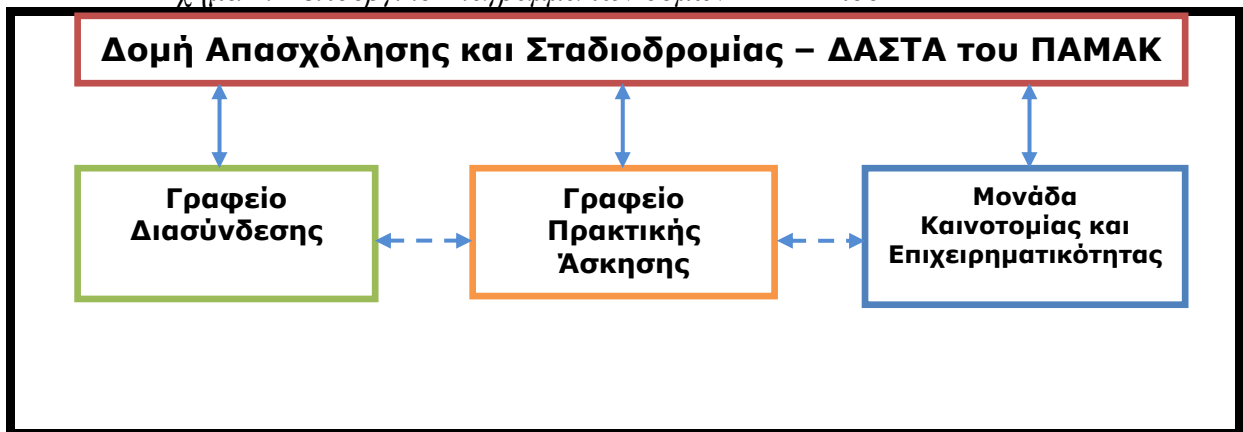 Δομή Απασχόλησης και Σταδιοδρομίας – ΔΑΣΤΑ του ΠΑΜΑΚ
Γραφείο
Διασύνδεσης
Γραφείο
Πρακτικής
Άσκησης
Μονάδα
Καινοτομίας και
Επιχειρηματικότητας